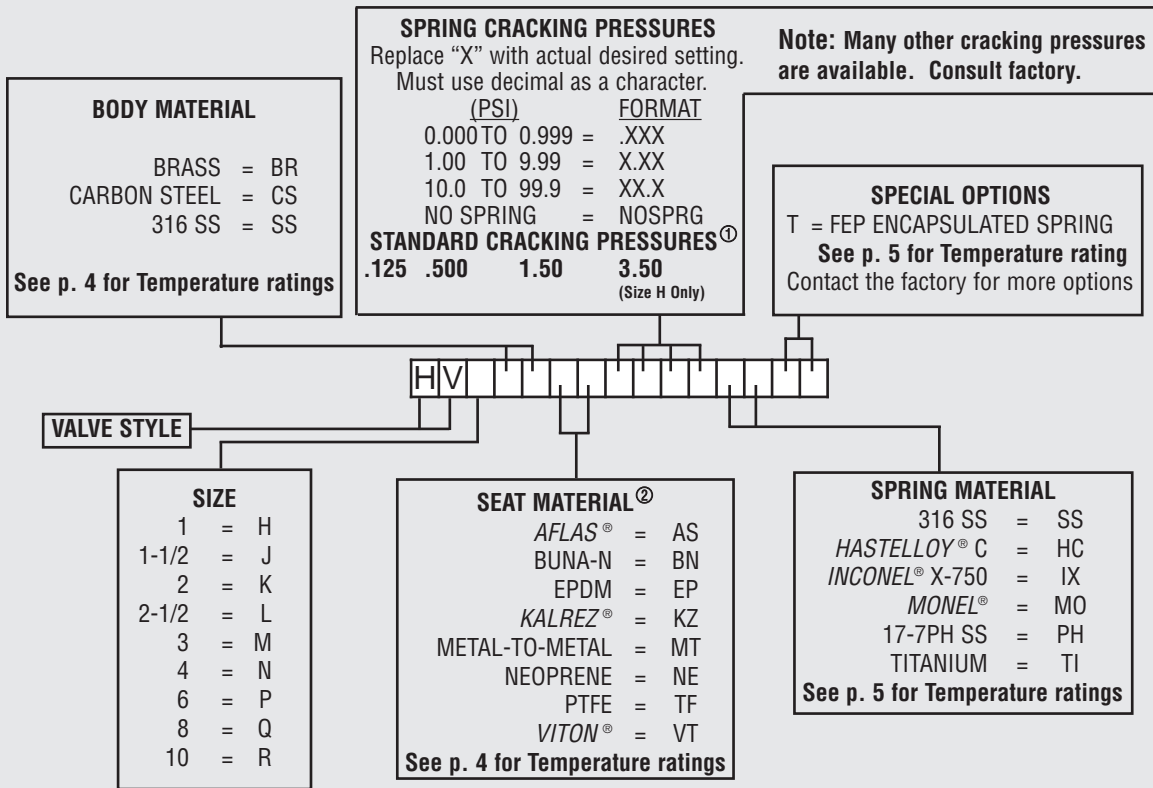 SPRING CRACKING PRESSURES
Replace “X” with actual desired setting.
Must use decimal as a character.
(PSI) FORMAT
0.000 TO 0.999 = .XXX
1.00 TO 9.99 = X.XX
10.0 TO 99.9 = XX.X
NO SPRING = NOSPRG
STANDARD CRACKING PRESSURES①
.125 .500 1.50 3.50
(Size H Only)
Note: Many other cracking pressures
are available. Consult factory.
BODY MATERIAL
BRASS = BR
CARBON STEEL = CS
316 SS = SS
See p. 4 for Temperature ratings
SPECIAL OPTIONS
T = FEP ENCAPSULATED SPRING
See p. 5 for Temperature rating
Contact the factory for more options
H V
VALVE STYLE
SIZE
1 = H
1-1/2 = J
2 = K
2-1/2 = L
3 = M
4 = N
6 = P
8 = Q
10 = R
SEAT MATERIAL②
AFLAS® = AS
BUNA-N = BN
EPDM = EP
KALREZ® = KZ
METAL-TO-METAL = MT
NEOPRENE = NE
PTFE = TF
VITON® = VT
See p. 4 for Temperature ratings
SPRING MATERIAL
316 SS = SS
HASTELLOY® C = HC
INCONEL® X-750 = IX
MONEL® = MO
17-7PH SS = PH
TITANIUM = TI
See p. 5 for Temperature ratings